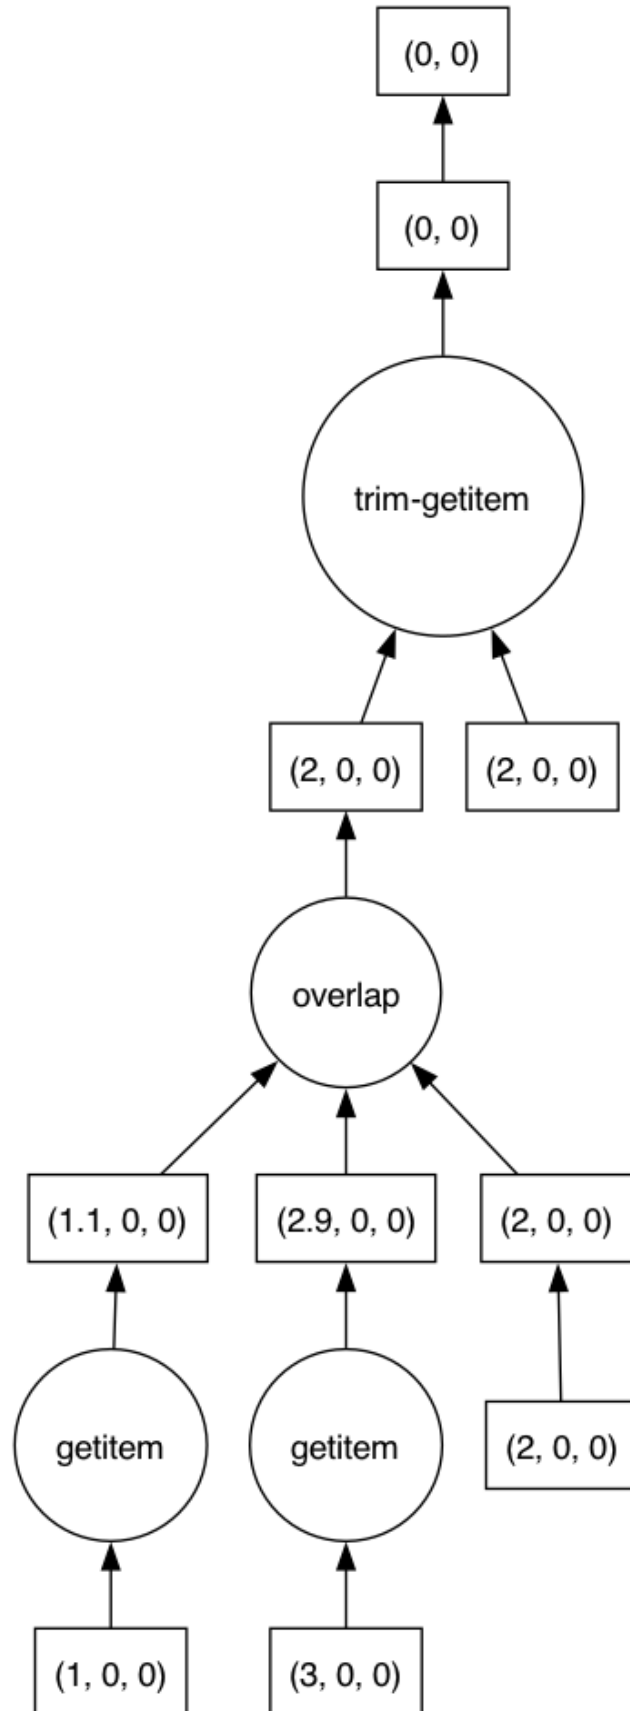 (0, 0)
(0, 0)
trim-getitem
(2, 0, 0)
(2, 0, 0)
overlap
(1.1, 0, 0)
(2.9, 0, 0)
(2, 0, 0)
getitem
getitem
(2, 0, 0)
(1, 0, 0)
(3, 0, 0)